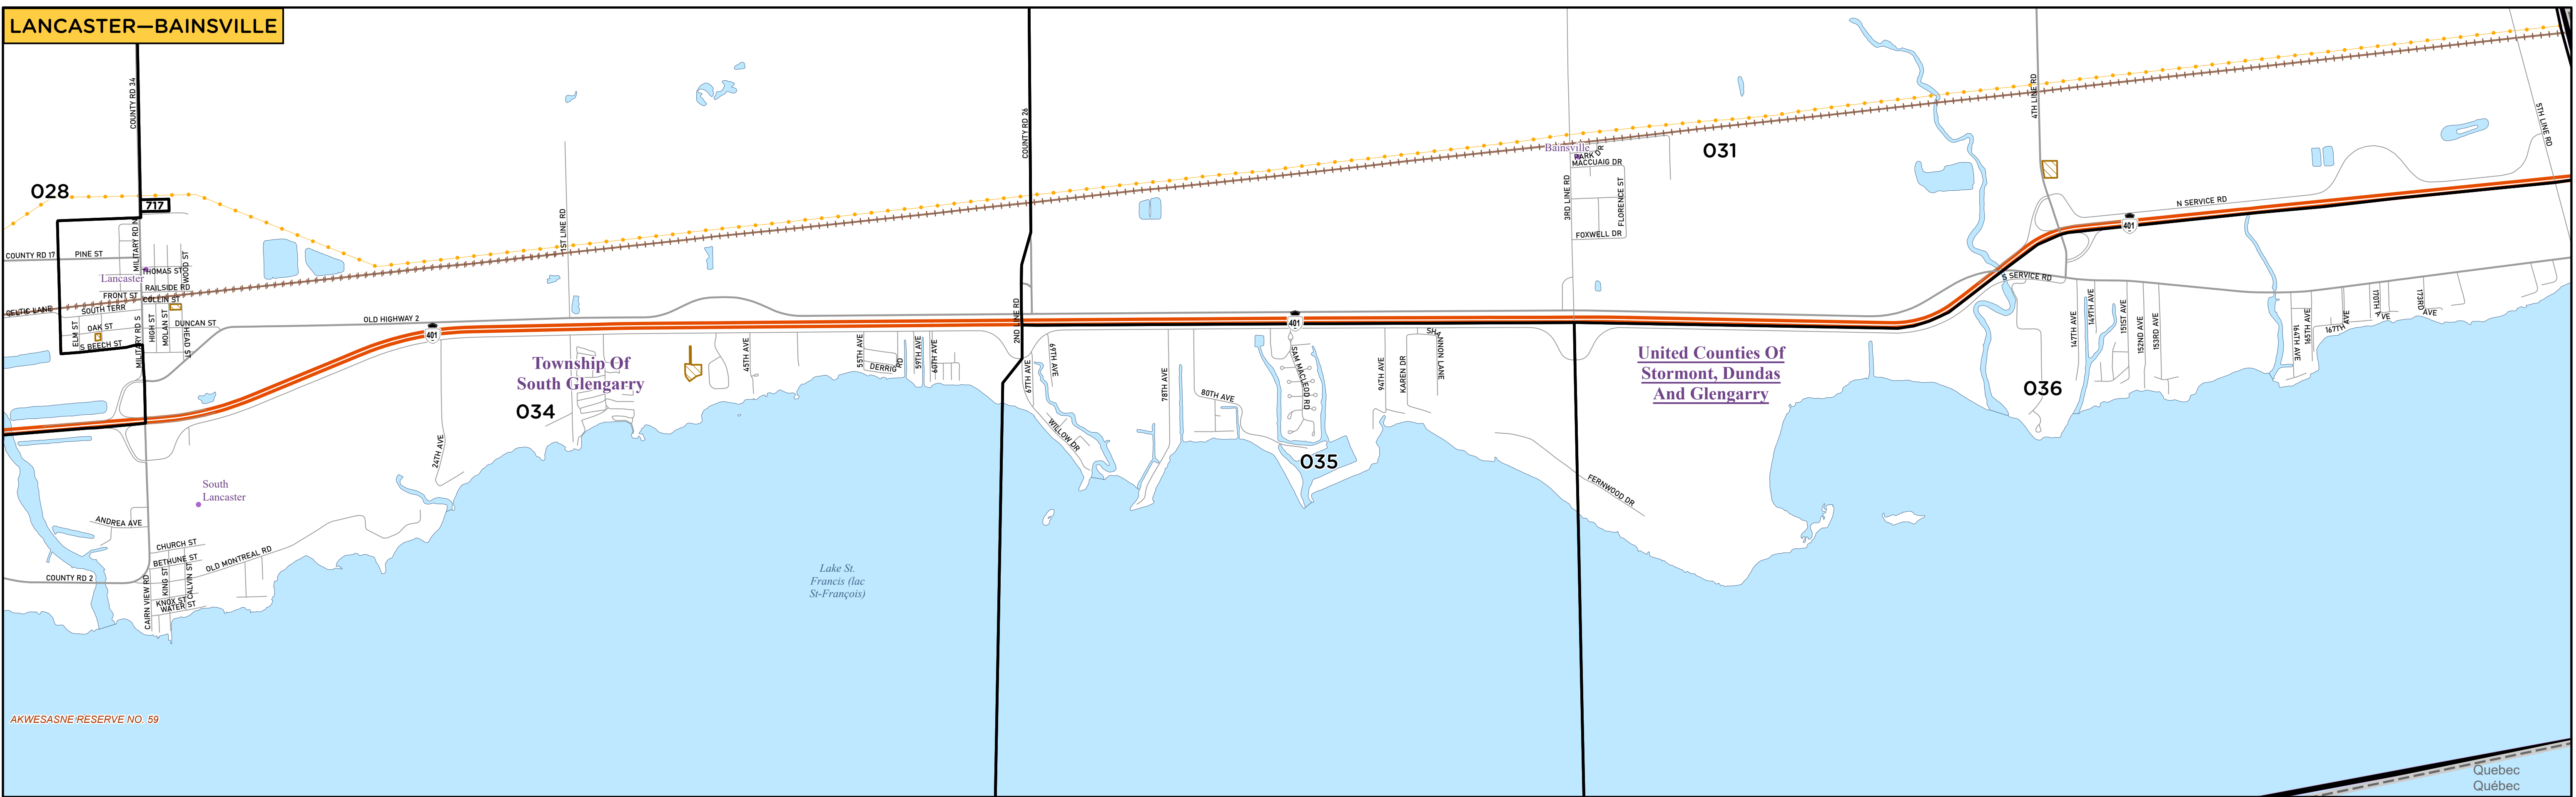 LANCASTER—BAINSVILLE
COUNTY RD 34
028
717
COUNTY RD 17
PINE ST
MILITARY RD N
THOMAS ST
Lancaster
RAILSIDE RD
FRONT ST
COLLIN ST
CELTIC LANE
SOUTH TERR
ELM ST
OAK ST
S BEECH ST
MILITARY RD S
HIGH ST
MOLAN ST
DUNCAN ST
OLD HIGHWAY 2
401
1ST LINE RD
Township Of
South Glengarry
034
24TH AVE
45TH AVE
55TH AVE
DERRIG RD
59TH AVE
60TH AVE
South
Lancaster
ANDREA AVE
CHURCH ST
BETHUNE ST
OLD MONTREAL RD
COUNTY RD 2
CAIRN VIEW RD
KING ST
CALVIN ST
KNOX ST
WATER ST
AKWESASNE RESERVE NO. 59
Lake St.
Francis (lac
St-François)
COUNTY RD 26
2ND LINE RD
67TH AVE
69TH AVE
WILLOW DR
78TH AVE
80TH AVE
401
SAM MACLEOD RD
035
94TH AVE
KAREN DR
SHANNON LANE
FERNWOOD DR
Bainsville
PARK DR
MACCUAIG DR
3RD LINE RD
FLORENCE ST
FOXWELL DR
031
United Counties Of
Stormont, Dundas
And Glengarry
4TH LINE RD
5TH LINE RD
N SERVICE RD
401
S SERVICE RD
036
147TH AVE
149TH AVE
151ST AVE
152ND AVE
153RD AVE
164TH AVE
165TH AVE
167TH AVE
170TH AVE
173RD AVE
Quebec
Québec